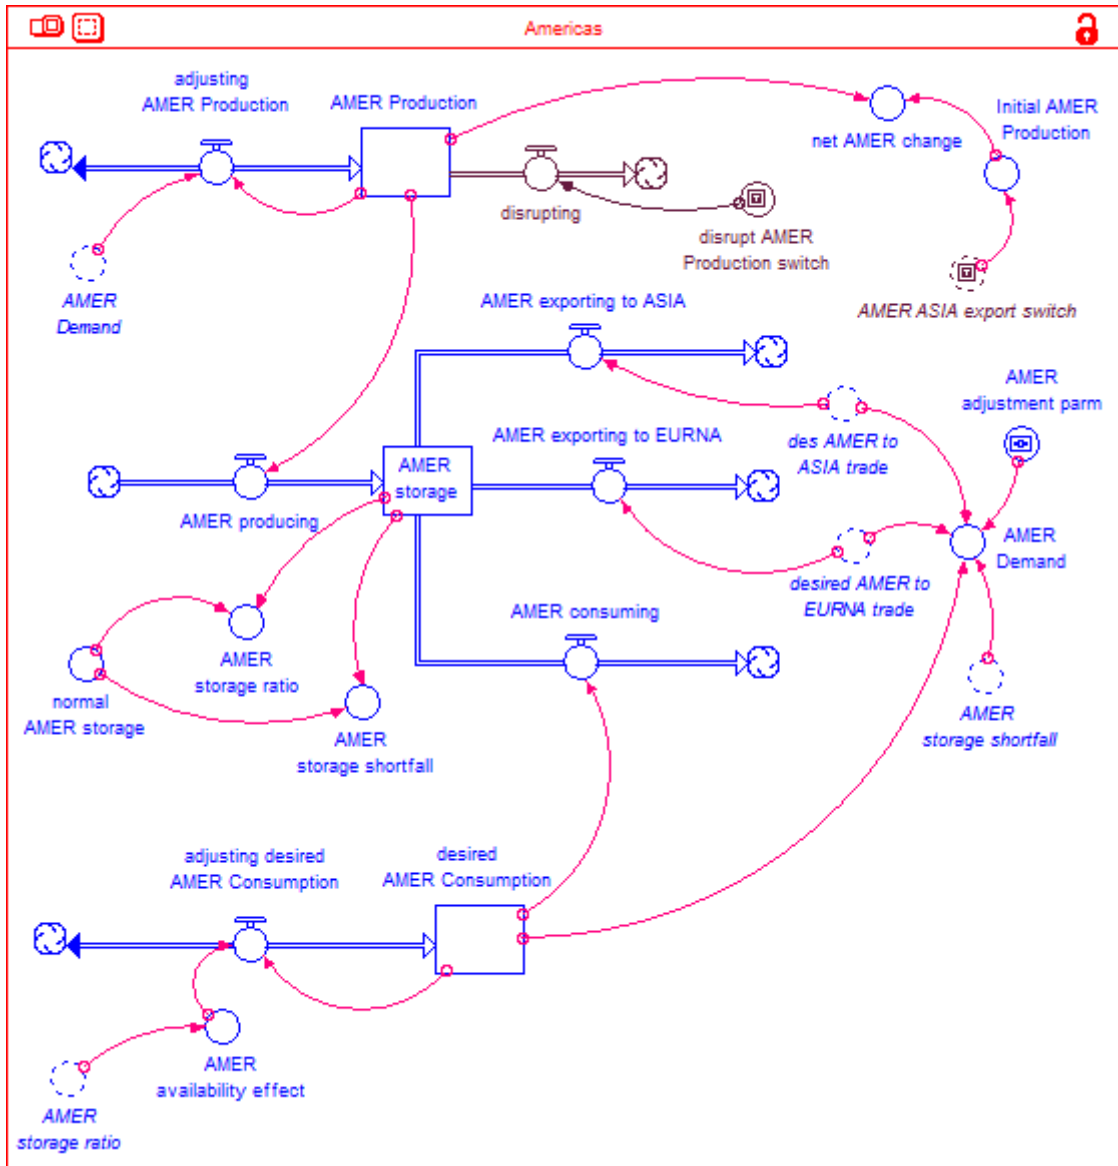 Americas
adjusting
AMER Production
AMER Production
net AMER change
Initial AMER
Production
disrupting
disrupt AMER
Production switch
AMER
Demand
AMER ASIA export switch
AMER exporting to ASIA
AMER
adjustment parm
AMER exporting to EURNA
des AMER to
ASIA trade
AMER
storage
AMER producing
AMER
Demand
desired AMER to
EURNA trade
AMER consuming
AMER
storage ratio
normal
AMER storage
AMER
storage shortfall
AMER
storage shortfall
adjusting desired
AMER Consumption
desired
AMER Consumption
AMER
availability effect
AMER
storage ratio